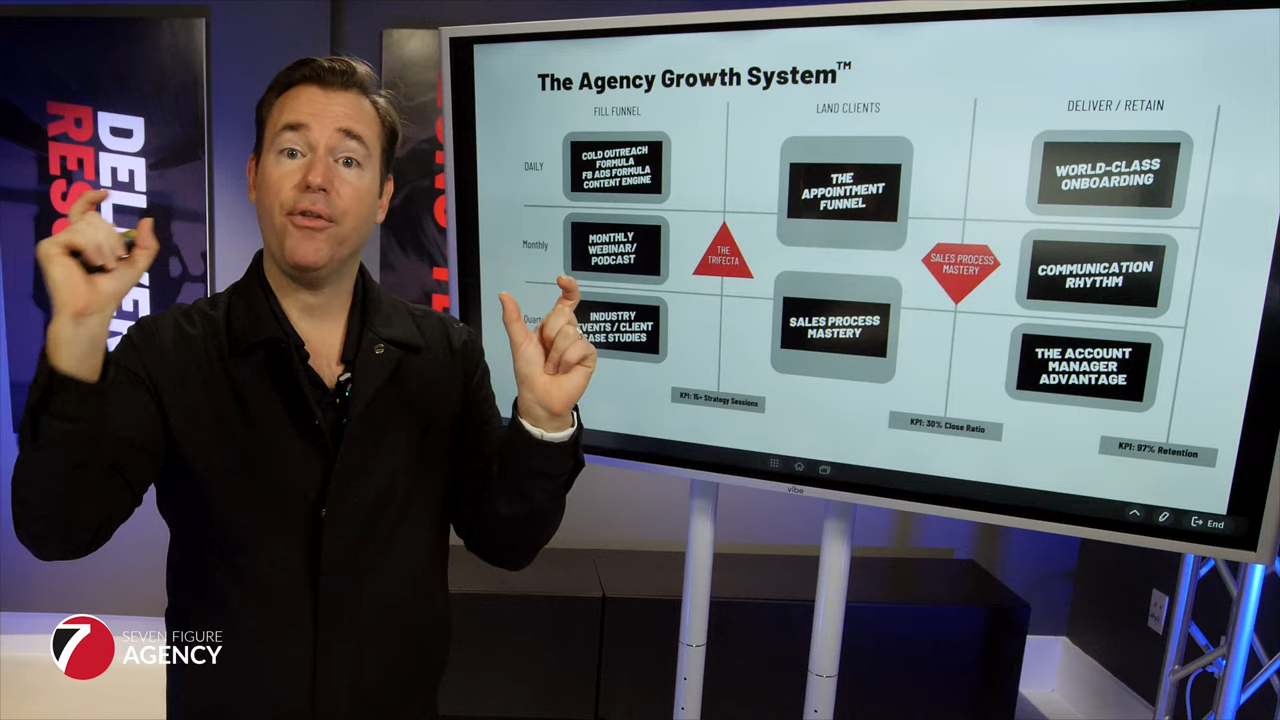 The Agency Growth System™
FILL FUNNEL
LAND CLIENTS
DELIVER / RETAIN
DAILY
COLD OUTREACH
FORMULA
FB ADS FORMULA
CONTENT ENGINE
THE
APPOINTMENT
FUNNEL
WORLD-CLASS
ONBOARDING
Monthly
MONTHLY
WEBINAR/
PODCAST
THE
TRIFECTA
SALES PROCESS
MASTERY
COMMUNICATION
RHYTHM
INDUSTRY
EVENTS / CLIENT
CASE STUDIES
SALES PROCESS
MASTERY
THE ACCOUNT
MANAGER
ADVANTAGE
KPI: 15+ Strategy Sessions
KPI: 30% Close Ratio
KPI: 97% Retention
vibe
End
7
SEVEN FIGURE
AGENCY